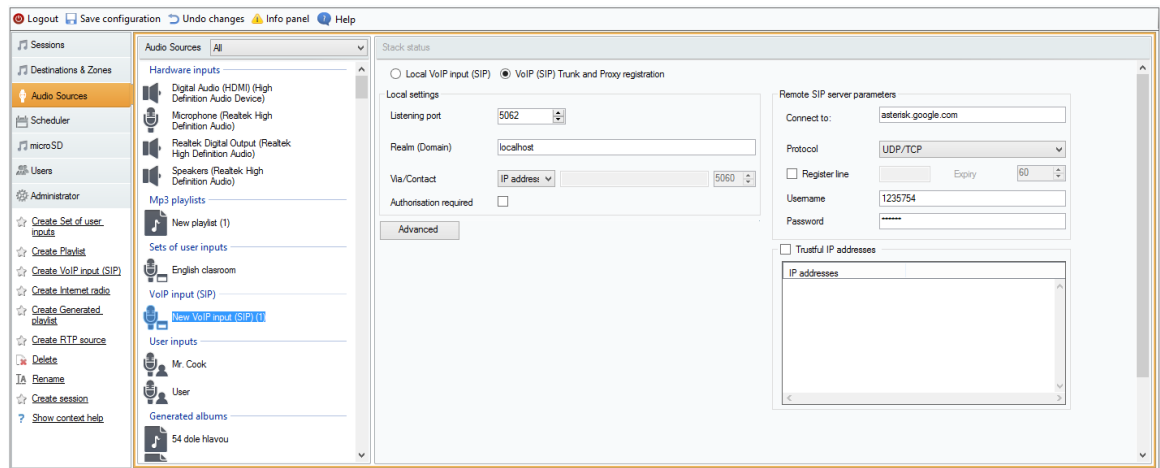 Logout Save configuration Undo changes Info panel Help
Sessions
Destinations & Zones
Audio Sources
Scheduler
microSD
Users
Administrator
Create Set of user
inputs
Create Playlist
Create VoIP input (SIP)
Create Internet radio
Create Generated
playlist
Create RTP source
Delete
Rename
Create session
Show context help
Audio Sources All
Hardware inputs
Digital Audio (HDMI) (High
Definition Audio Device)
Microphone (Realtek High
Definition Audio)
Realtek Digital Output (Realtek
High Definition Audio)
Speakers (Realtek High
Definition Audio)
Mp3 playlists
New playlist (1)
Sets of user inputs
English clasroom
VoIP input (SIP)
New VoIP input (SIP) (1)
User inputs
Mr. Cook
User
Generated albums
54 dole hlavou
Stack status
Local VoIP input (SIP) VoIP (SIP) Trunk and Proxy registration
Local settings
Listening port 5062
Realm (Domain) localhost
Via/Contact IP address 5060
Authorisation required
Advanced
Remote SIP server parameters
Connect to: asterisk.google.com
Protocol UDP/TCP
Register line Expiry 60
Username 1235754
Password ••••••
Trustful IP addresses
IP addresses